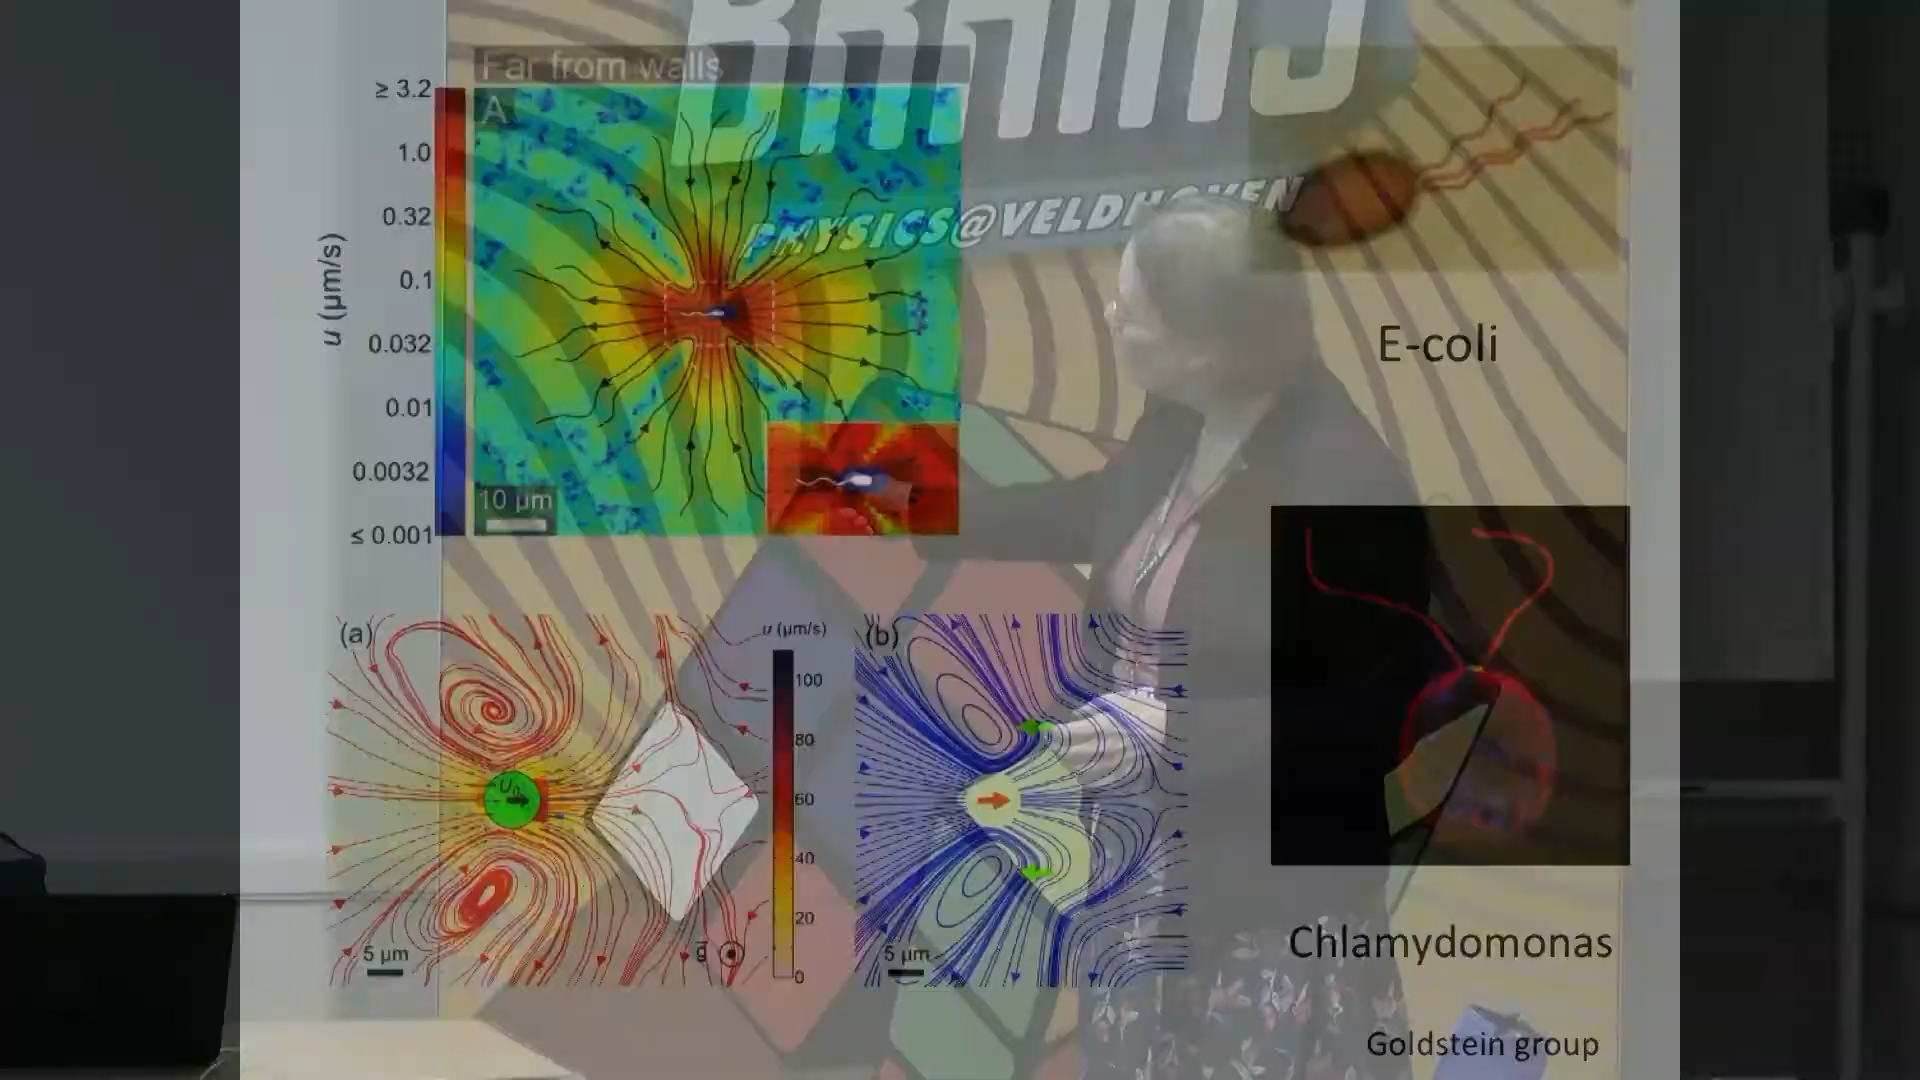 BRAINS
PHYSICS@VELDHOVEN
Far from walls
A
≥ 3.2
1.0
0.32
0.1
0.032
0.01
0.0032
≤ 0.001
u (µm/s)
10 µm
E-coli
(a)
u (µm/s)
100
80
60
40
20
0
U₀
5 µm
g
(b)
5 µm
Chlamydomonas
Goldstein group